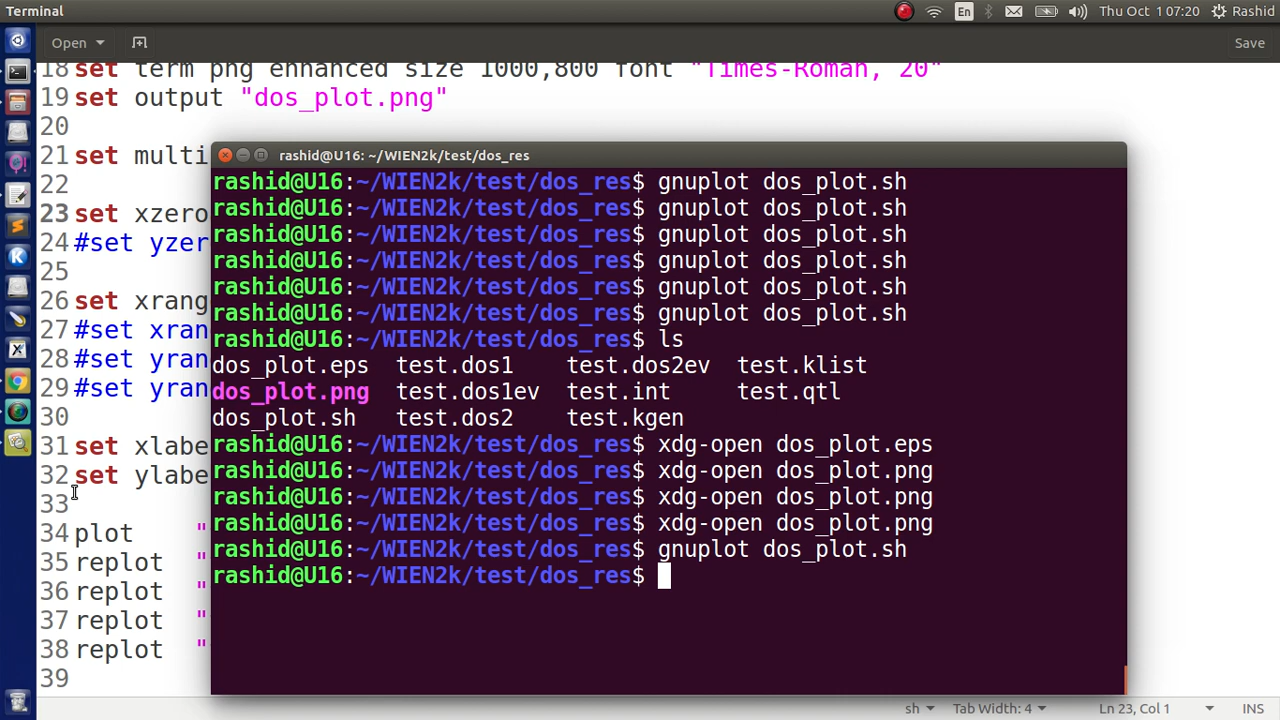 Terminal
En
Thu Oct 1 07:20
Rashid
Open
Save
18 set term png enhanced size 1000,800 font "Times-Roman, 20"
19 set output "dos_plot.png"
20
21 set multi
22
23 set xzero
24 #set yzer
25
26 set xrang
27 #set xran
28 #set yran
29 #set yran
30
31 set xlabe
32 set ylabe
33
34 plot "
35 replot "
36 replot "
37 replot "
38 replot "
39
rashid@U16: ~/WIEN2k/test/dos_res
rashid@U16:~/WIEN2k/test/dos_res$ gnuplot dos_plot.sh
rashid@U16:~/WIEN2k/test/dos_res$ gnuplot dos_plot.sh
rashid@U16:~/WIEN2k/test/dos_res$ gnuplot dos_plot.sh
rashid@U16:~/WIEN2k/test/dos_res$ gnuplot dos_plot.sh
rashid@U16:~/WIEN2k/test/dos_res$ gnuplot dos_plot.sh
rashid@U16:~/WIEN2k/test/dos_res$ gnuplot dos_plot.sh
rashid@U16:~/WIEN2k/test/dos_res$ ls
dos_plot.eps test.dos1 test.dos2ev test.klist
dos_plot.png test.dos1ev test.int test.qtl
dos_plot.sh test.dos2 test.kgen
rashid@U16:~/WIEN2k/test/dos_res$ xdg-open dos_plot.eps
rashid@U16:~/WIEN2k/test/dos_res$ xdg-open dos_plot.png
rashid@U16:~/WIEN2k/test/dos_res$ xdg-open dos_plot.png
rashid@U16:~/WIEN2k/test/dos_res$ xdg-open dos_plot.png
rashid@U16:~/WIEN2k/test/dos_res$ gnuplot dos_plot.sh
rashid@U16:~/WIEN2k/test/dos_res$
sh
Tab Width: 4
Ln 23, Col 1
INS